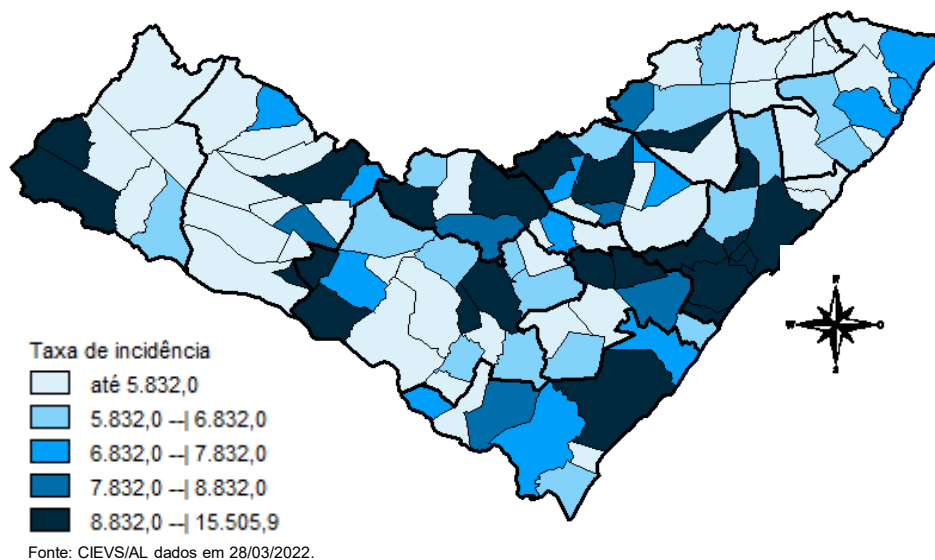 Taxa de incidência
até 5.832,0
5.832,0 --| 6.832,0
6.832,0 --| 7.832,0
7.832,0 --| 8.832,0
8.832,0 --| 15.505,9
Fonte: CIEVS/AL dados em 28/03/2022.